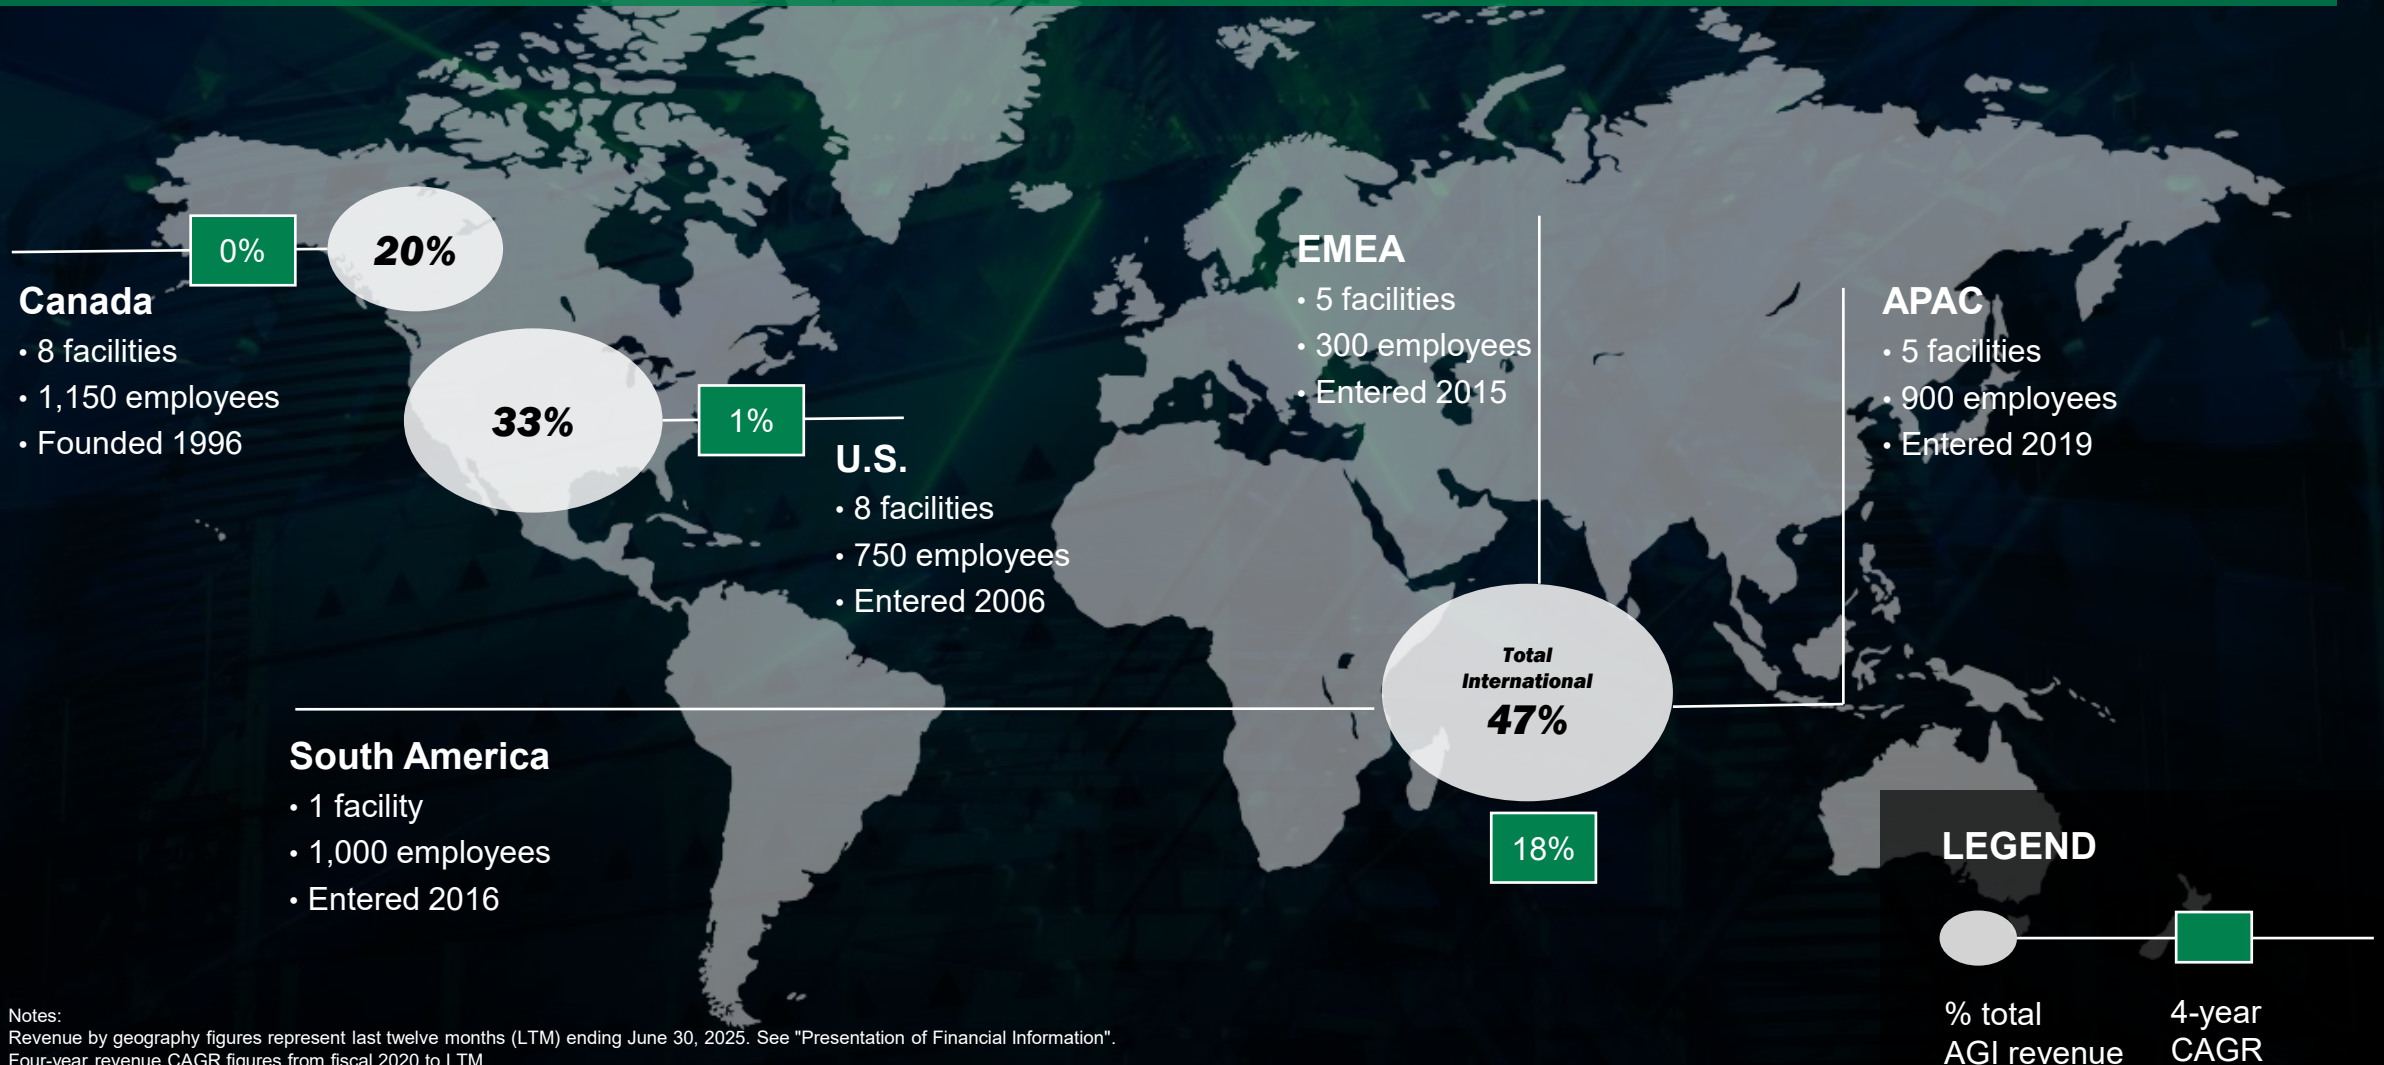 0%
20%
Canada
• 8 facilities
• 1,150 employees
• Founded 1996
33%
1%
U.S.
• 8 facilities
• 750 employees
• Entered 2006
EMEA
• 5 facilities
• 300 employees
• Entered 2015
APAC
• 5 facilities
• 900 employees
• Entered 2019
Total
International
47%
18%
South America
• 1 facility
• 1,000 employees
• Entered 2016
LEGEND
% total
AGI revenue
4-year
CAGR
Notes:
Revenue by geography figures represent last twelve months (LTM) ending June 30, 2025. See "Presentation of Financial Information".
Four-year revenue CAGR figures from fiscal 2020 to LTM